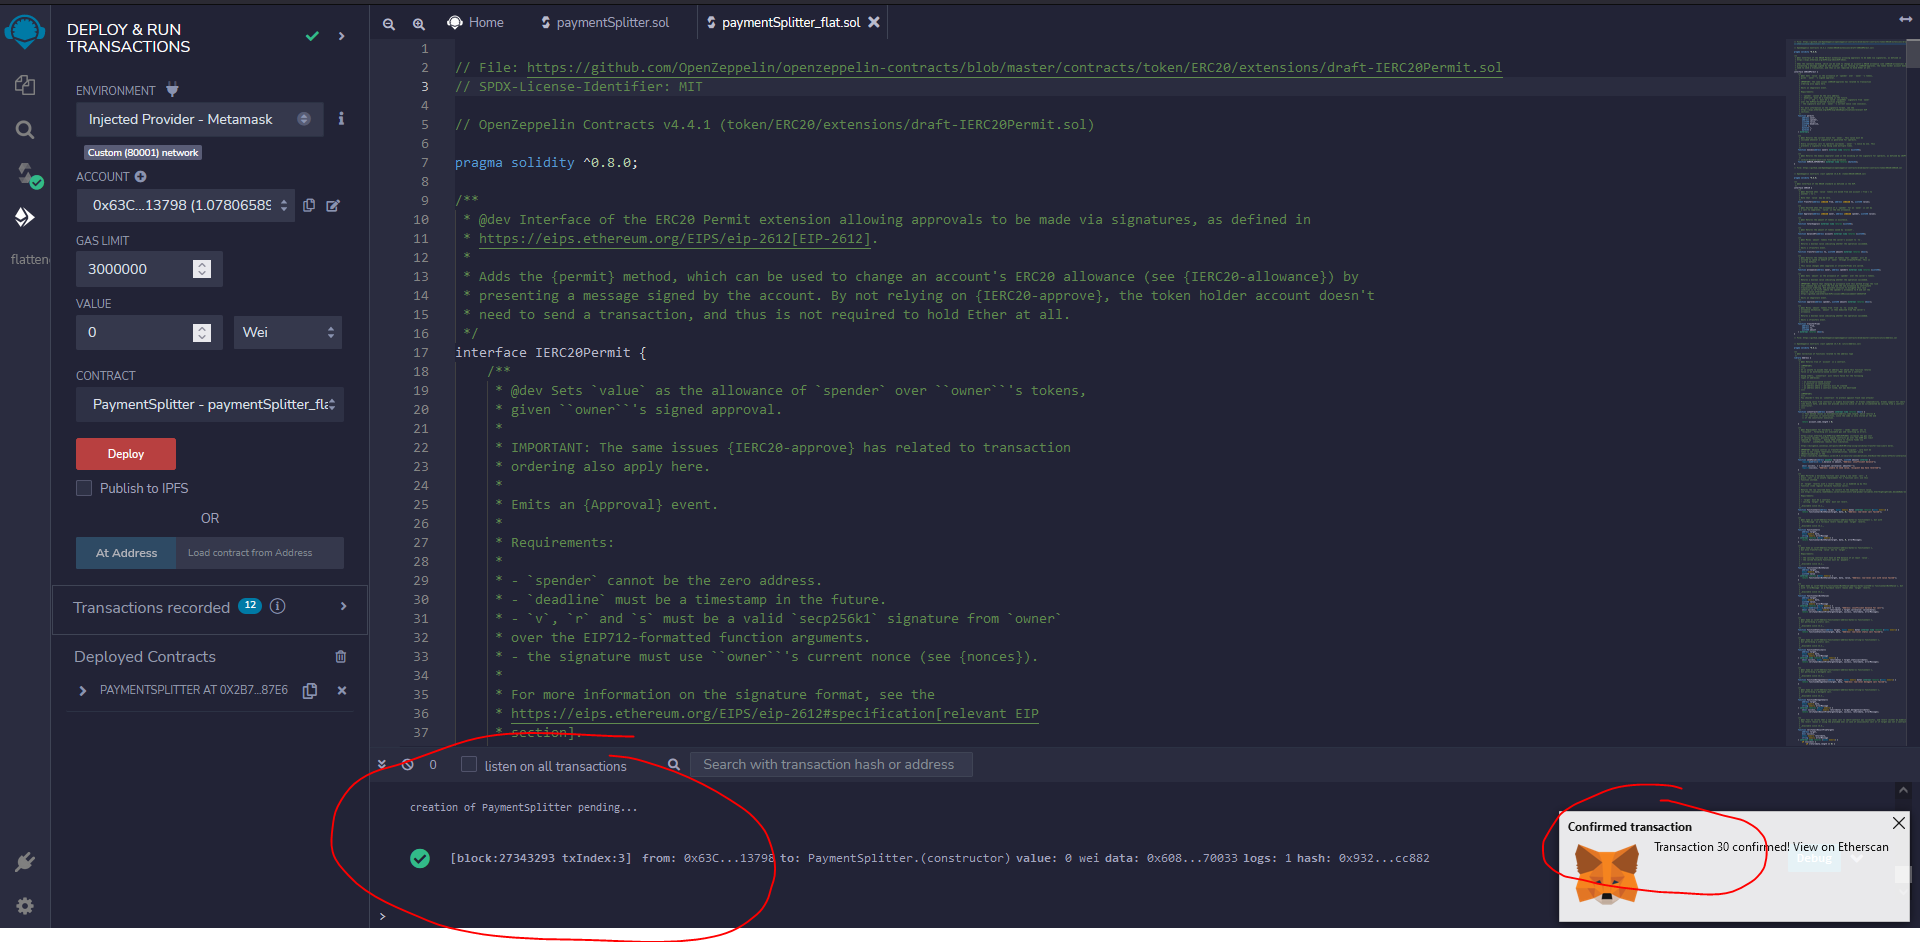 DEPLOY & RUN
TRANSACTIONS
ENVIRONMENT
Injected Provider - Metamask
Custom (80001) network
ACCOUNT
0x63C...13798 (1.07806589
GAS LIMIT
3000000
VALUE
0
Wei
CONTRACT
PaymentSplitter - paymentSplitter_fla
Deploy
Publish to IPFS
OR
At Address
Load contract from Address
Transactions recorded 12
Deployed Contracts
PAYMENTSPLITTER AT 0X2B7...87E6
flattene
Home
paymentSplitter.sol
paymentSplitter_flat.sol
1
2 // File: https://github.com/OpenZeppelin/openzeppelin-contracts/blob/master/contracts/token/ERC20/extensions/draft-IERC20Permit.sol
3 // SPDX-License-Identifier: MIT
4
5 // OpenZeppelin Contracts v4.4.1 (token/ERC20/extensions/draft-IERC20Permit.sol)
6
7 pragma solidity ^0.8.0;
8
9 /**
10 * @dev Interface of the ERC20 Permit extension allowing approvals to be made via signatures, as defined in
11 * https://eips.ethereum.org/EIPS/eip-2612[EIP-2612].
12 *
13 * Adds the {permit} method, which can be used to change an account's ERC20 allowance (see {IERC20-allowance}) by
14 * presenting a message signed by the account. By not relying on {IERC20-approve}, the token holder account doesn't
15 * need to send a transaction, and thus is not required to hold Ether at all.
16 */
17 interface IERC20Permit {
18 /**
19 * @dev Sets `value` as the allowance of `spender` over ``owner``'s tokens,
20 * given ``owner``'s signed approval.
21 *
22 * IMPORTANT: The same issues {IERC20-approve} has related to transaction
23 * ordering also apply here.
24 *
25 * Emits an {Approval} event.
26 *
27 * Requirements:
28 *
29 * - `spender` cannot be the zero address.
30 * - `deadline` must be a timestamp in the future.
31 * - `v`, `r` and `s` must be a valid `secp256k1` signature from `owner`
32 * over the EIP712-formatted function arguments.
33 * - the signature must use ``owner``'s current nonce (see {nonces}).
34 *
35 * For more information on the signature format, see the
36 * https://eips.ethereum.org/EIPS/eip-2612#specification[relevant EIP
37 * section].
0
listen on all transactions
Search with transaction hash or address
creation of PaymentSplitter pending...
[block:27343293 txIndex:3] from: 0x63C...13798 to: PaymentSplitter.(constructor) value: 0 wei data: 0x608...70033 logs: 1 hash: 0x932...cc882
>
Confirmed transaction
Transaction 30 confirmed! View on Etherscan
Debug